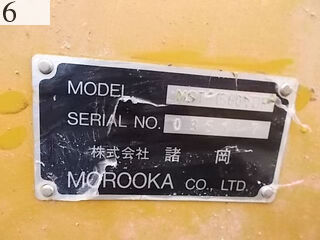 6
MODEL
SERIAL NO.
株式会社 諸岡
MOROOKA CO., LTD.